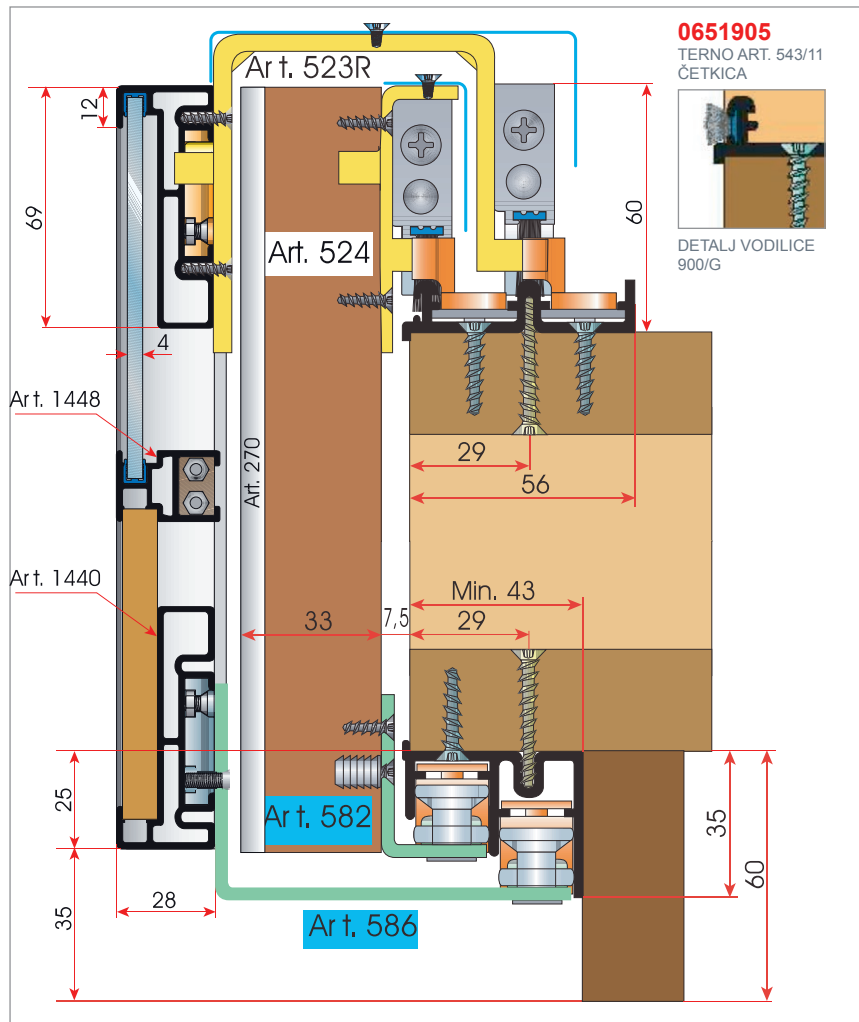 0651905
TERNO ART. 543/11
ČETKICA
DETALJ VODILICE
900/G
Art. 523R
12
69
60
Art. 524
4
Art. 1448
Art. 270
29
56
Art. 1440
Min. 43
33
7,5
29
25
Art. 582
35
60
28
35
Art. 586